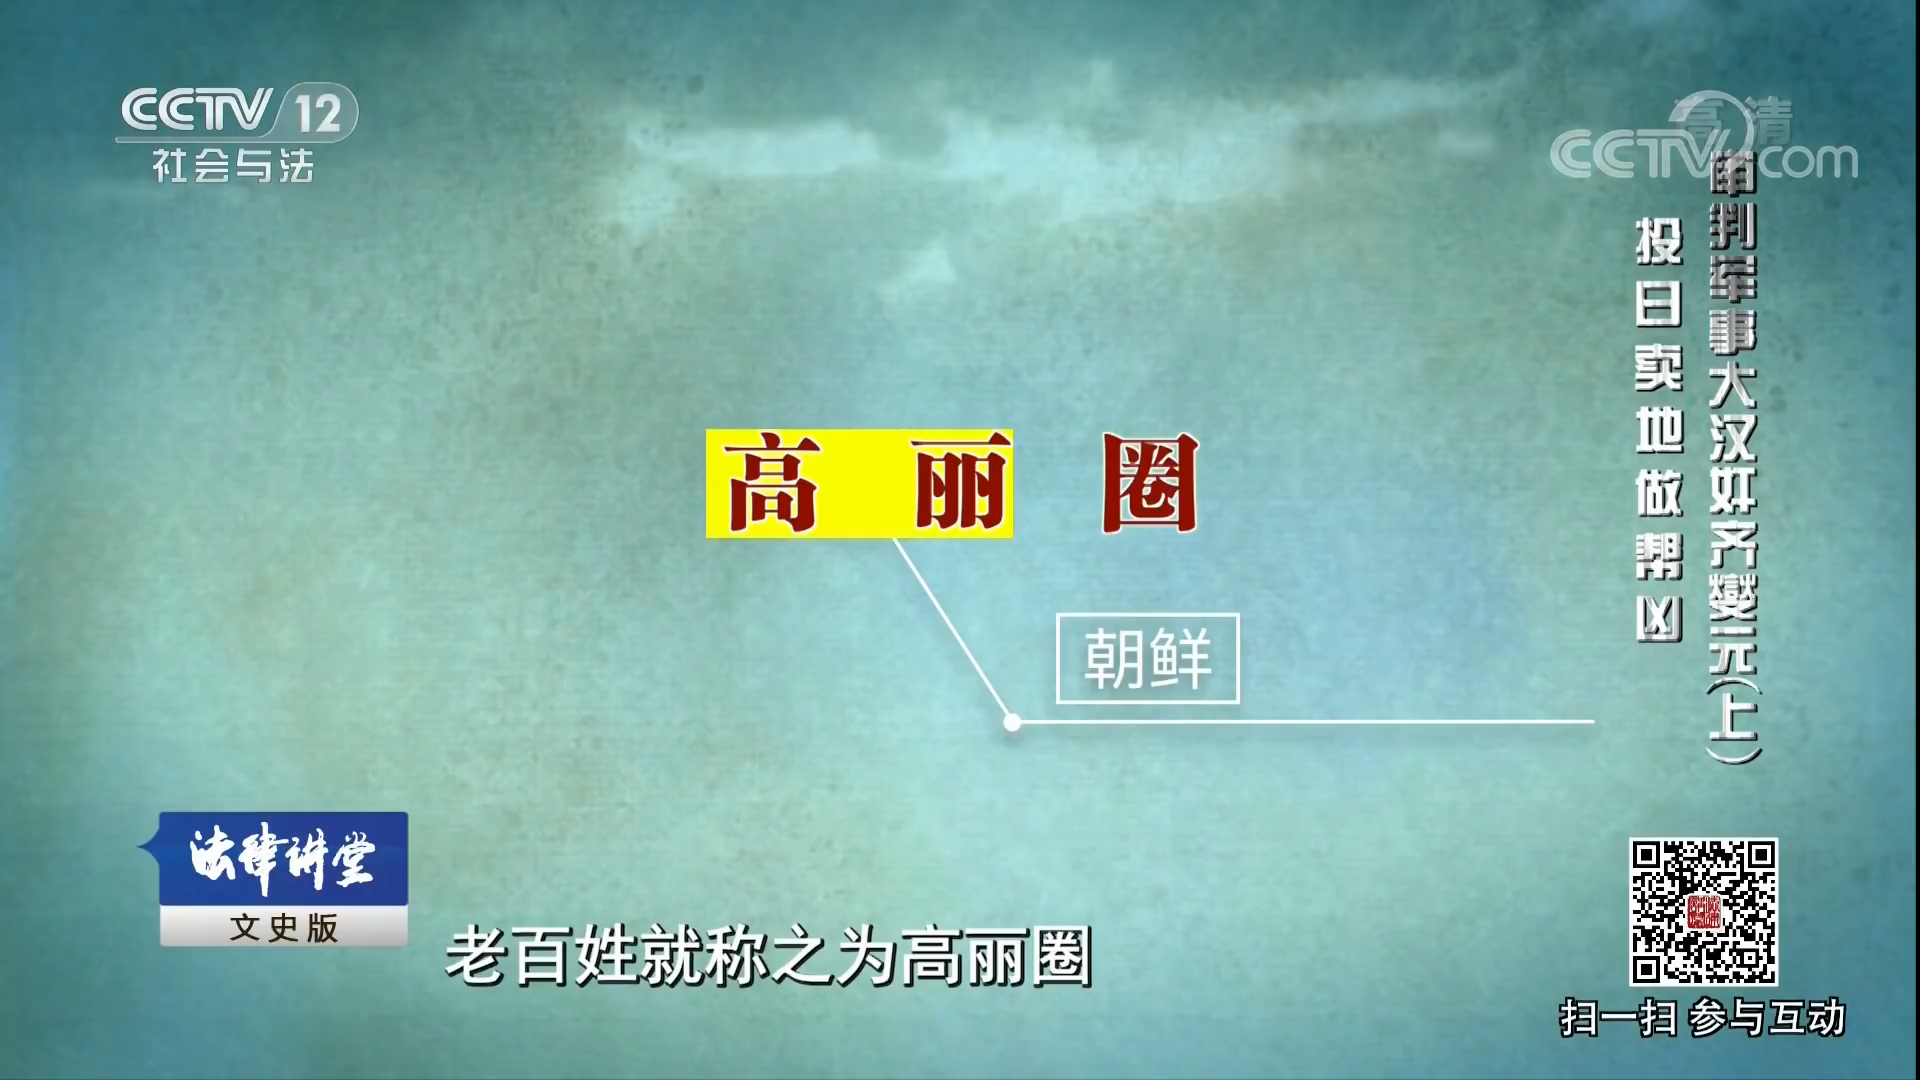 CCTV 12
社会与法
高清
CCTV.com
审判军事大汉奸齐燮元(上)
投日卖地做帮凶
高丽圈
朝鲜
法律讲堂
文史版
老百姓就称之为高丽圈
扫一扫 参与互动